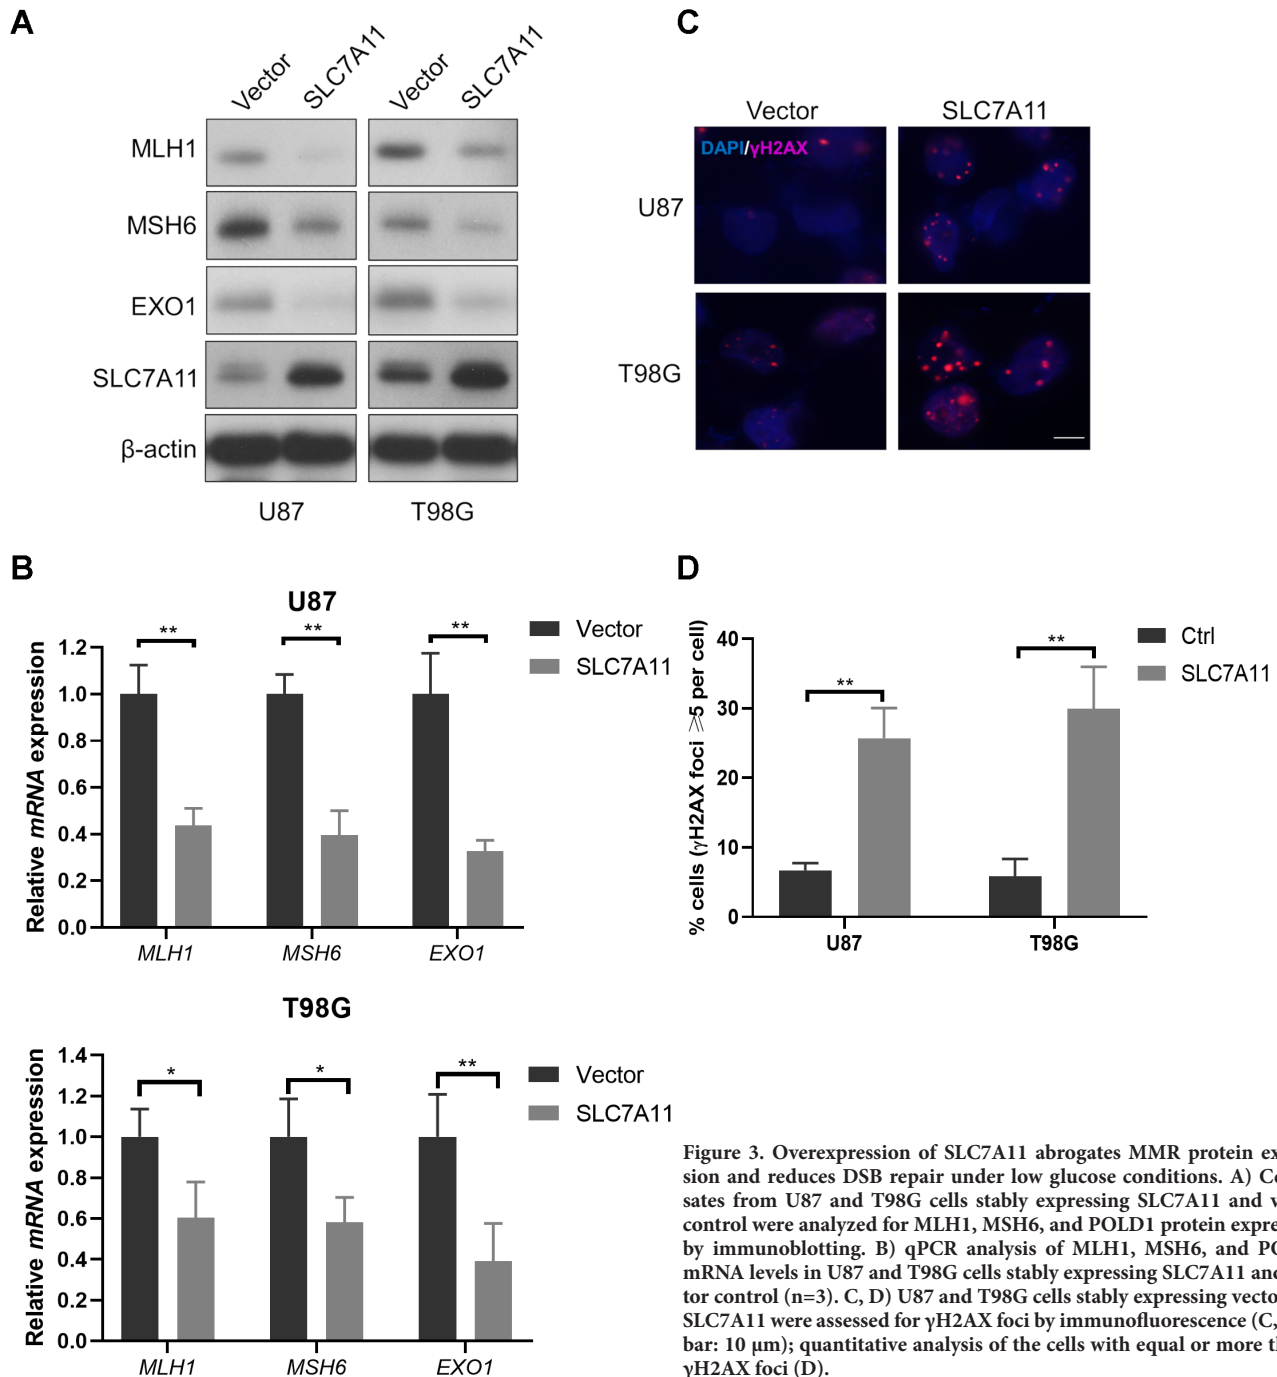 A
Vector
SLC7A11
Vector
SLC7A11
MLH1
MSH6
EXO1
SLC7A11
β-actin
U87
T98G
C
Vector
SLC7A11
DAPI/γH2AX
U87
T98G
B
U87
Relative mRNA expression
1.2
1.0
0.8
0.6
0.4
0.2
0.0
**
**
**
MLH1
MSH6
EXO1
Vector
SLC7A11
T98G
Relative mRNA expression
1.4
1.2
1.0
0.8
0.6
0.4
0.2
0.0
*
*
**
MLH1
MSH6
EXO1
Vector
SLC7A11
D
% cells (γH2AX foci ⩾5 per cell)
40
30
20
10
0
**
**
U87
T98G
Ctrl
SLC7A11
Figure 3. Overexpression of SLC7A11 abrogates MMR protein ex
sion and reduces DSB repair under low glucose conditions. A) Ce
sates from U87 and T98G cells stably expressing SLC7A11 and v
control were analyzed for MLH1, MSH6, and POLD1 protein expre
by immunoblotting. B) qPCR analysis of MLH1, MSH6, and PO
mRNA levels in U87 and T98G cells stably expressing SLC7A11 and
tor control (n=3). C, D) U87 and T98G cells stably expressing vector
SLC7A11 were assessed for γH2AX foci by immunofluorescence (C,
bar: 10 μm); quantitative analysis of the cells with equal or more th
γH2AX foci (D).